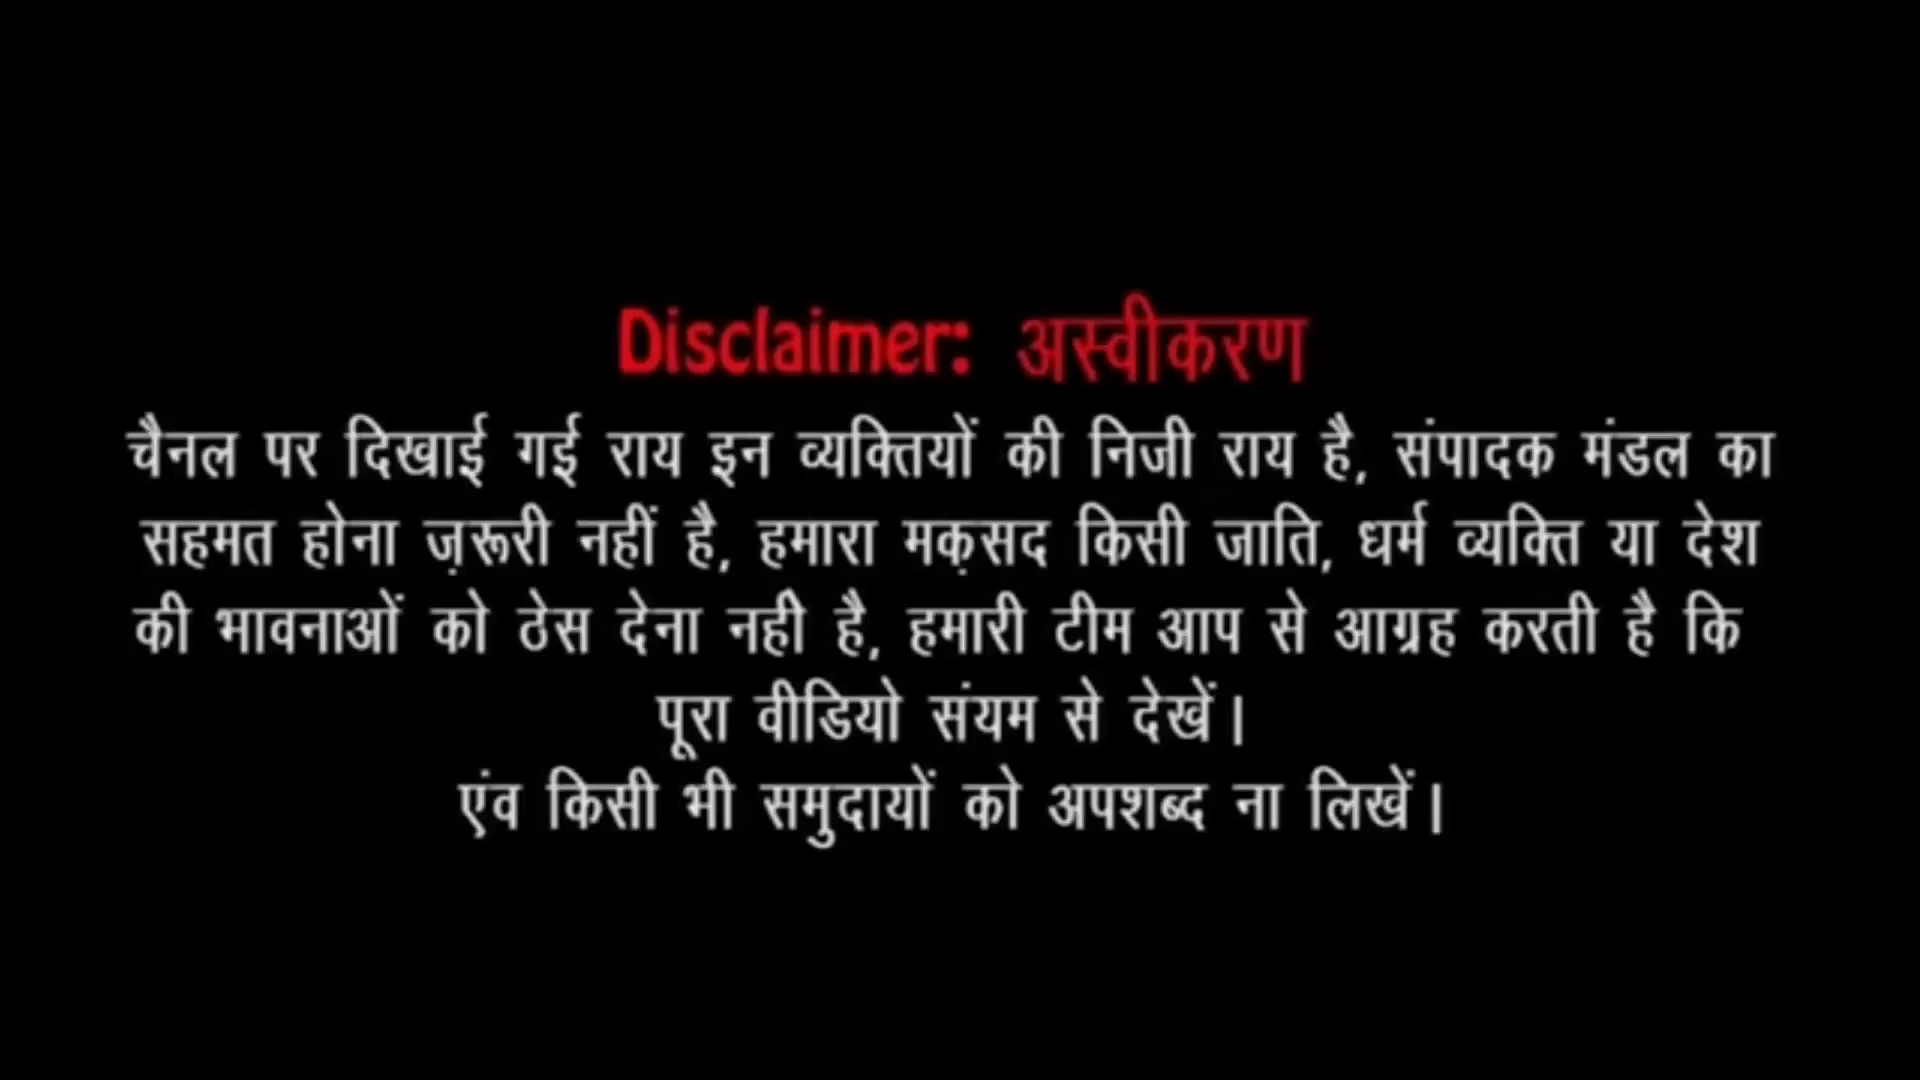 Disclaimer: अस्वीकरण
चैनल पर दिखाई गई राय इन व्यक्तियों की निजी राय है, संपादक मंडल का
सहमत होना ज़रूरी नहीं है, हमारा मक़सद किसी जाति, धर्म व्यक्ति या देश
की भावनाओं को ठेस देना नही है, हमारी टीम आप से आग्रह करती है कि
पूरा वीडियो संयम से देखें।
एंव किसी भी समुदायों को अपशब्द ना लिखें।